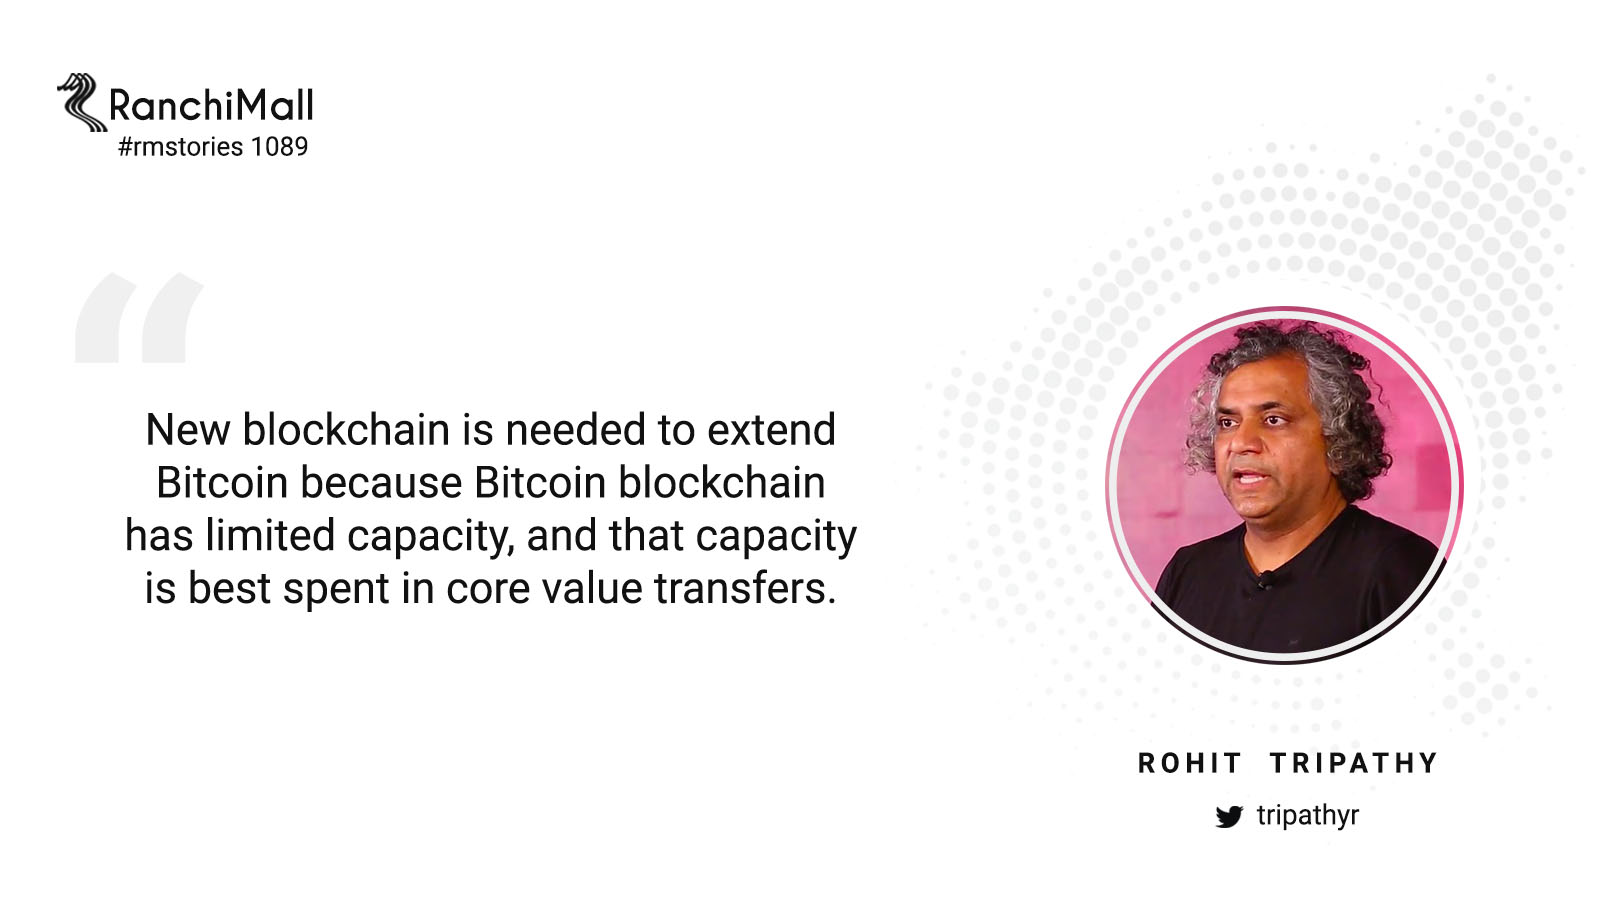 RanchiMall
#rmstories 1089
“
New blockchain is needed to extend
Bitcoin because Bitcoin blockchain
has limited capacity, and that capacity
is best spent in core value transfers.
ROHIT TRIPATHY
tripathyr